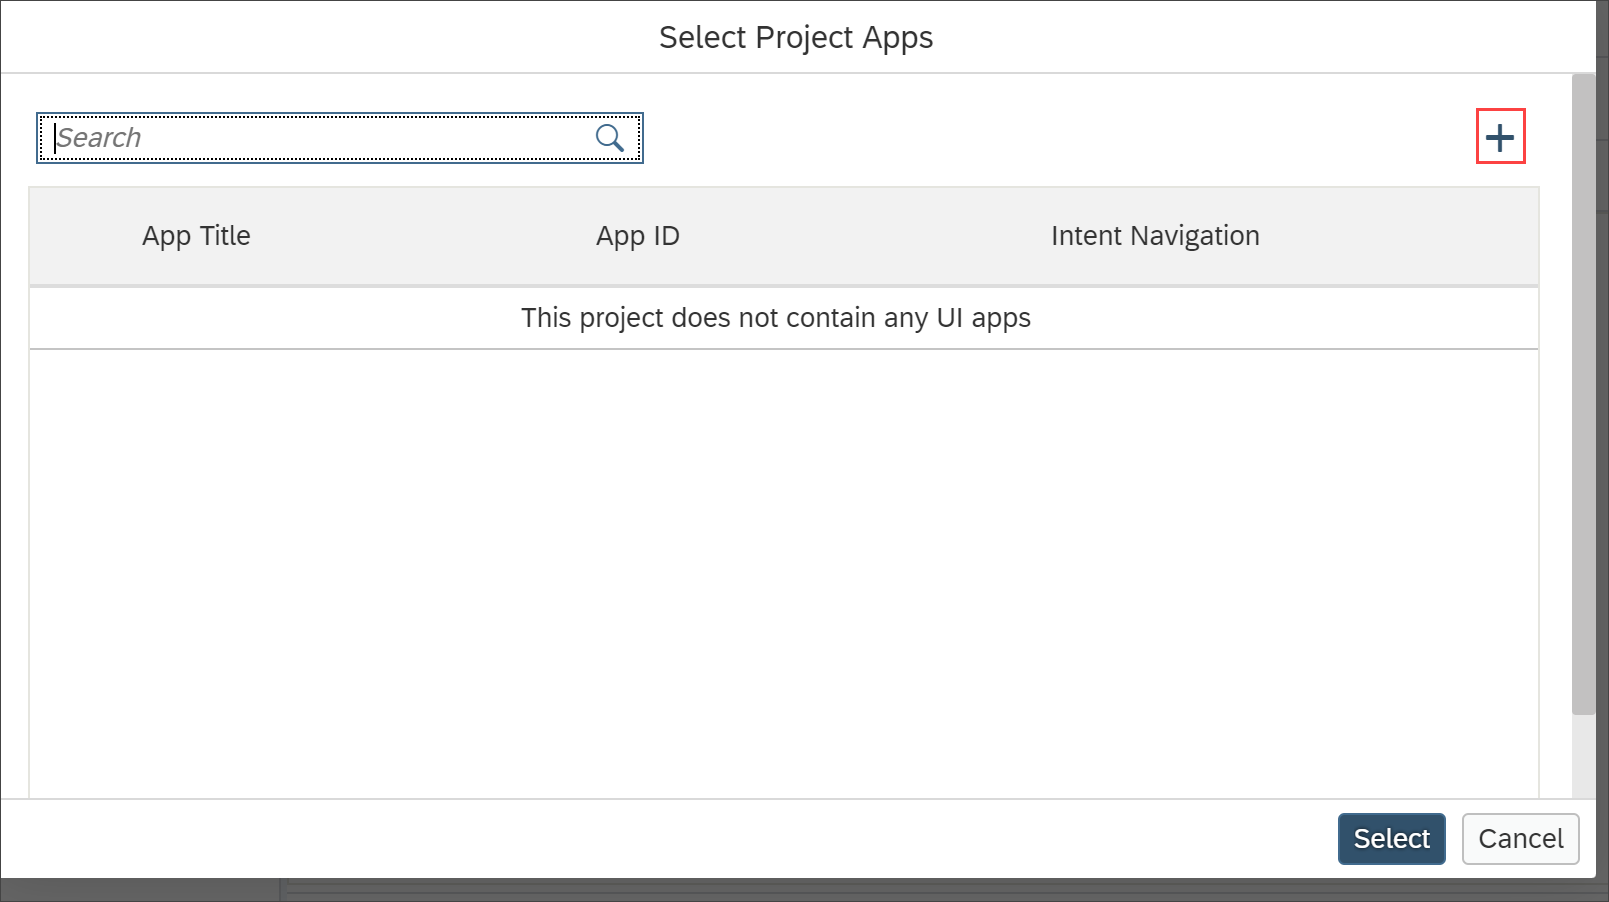 Select Project Apps
Search
App Title App ID Intent Navigation
This project does not contain any UI apps
Select Cancel